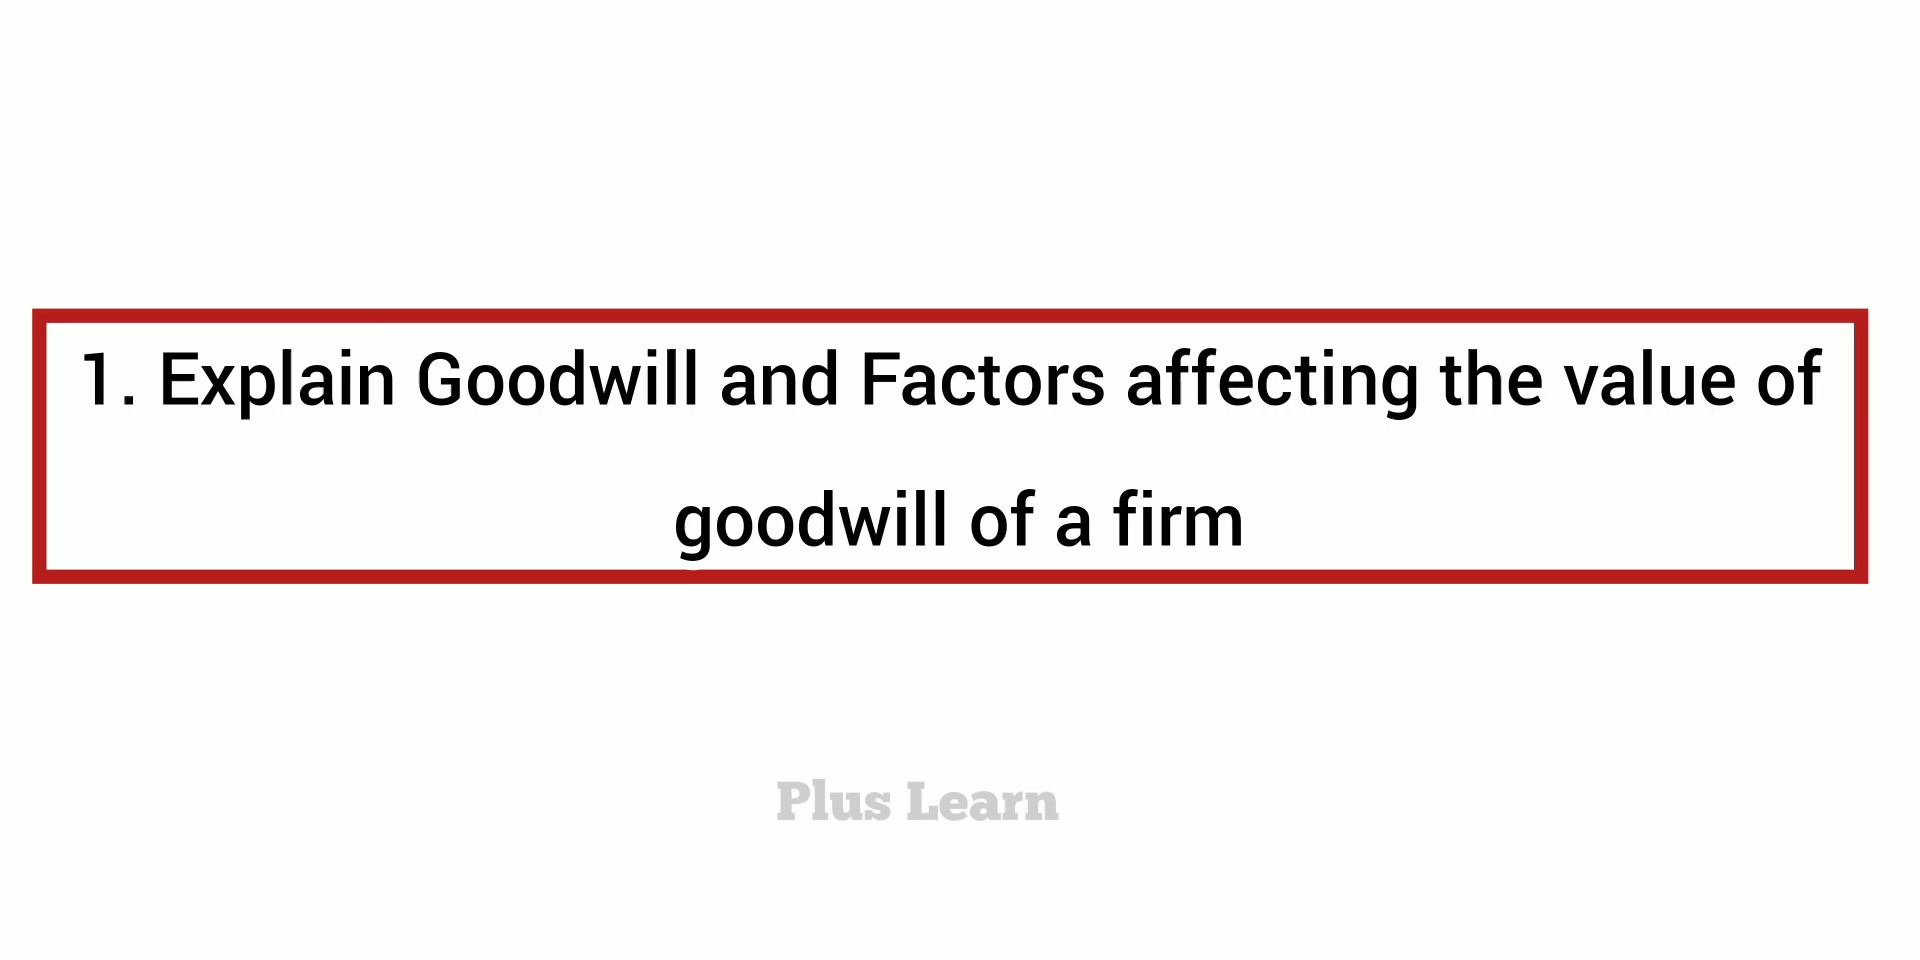 1. Explain Goodwill and Factors affecting the value of
goodwill of a firm
Plus Learn